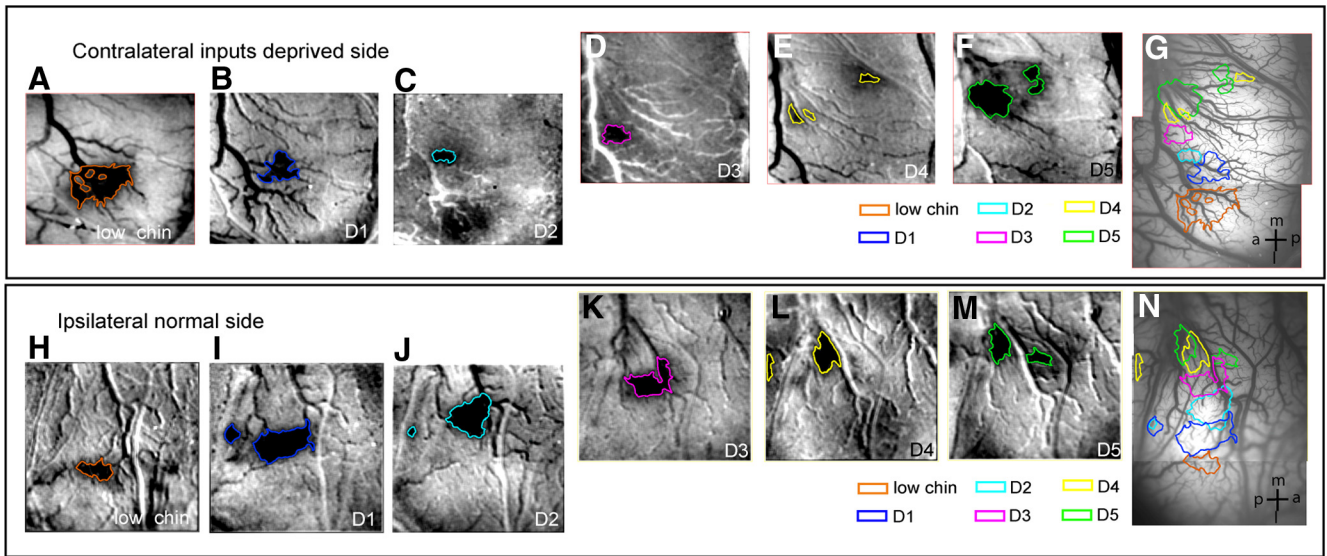 Contralateral inputs deprived side
A
B
C
D
E
F
G
low chin
D1
D2
D3
D4
D5
low chin
D2
D4
D1
D3
D5
m
a
p
l
Ipsilateral normal side
H
I
J
K
L
M
N
low chin
D1
D2
D3
D4
D5
low chin
D2
D4
D1
D3
D5
m
p
a
l